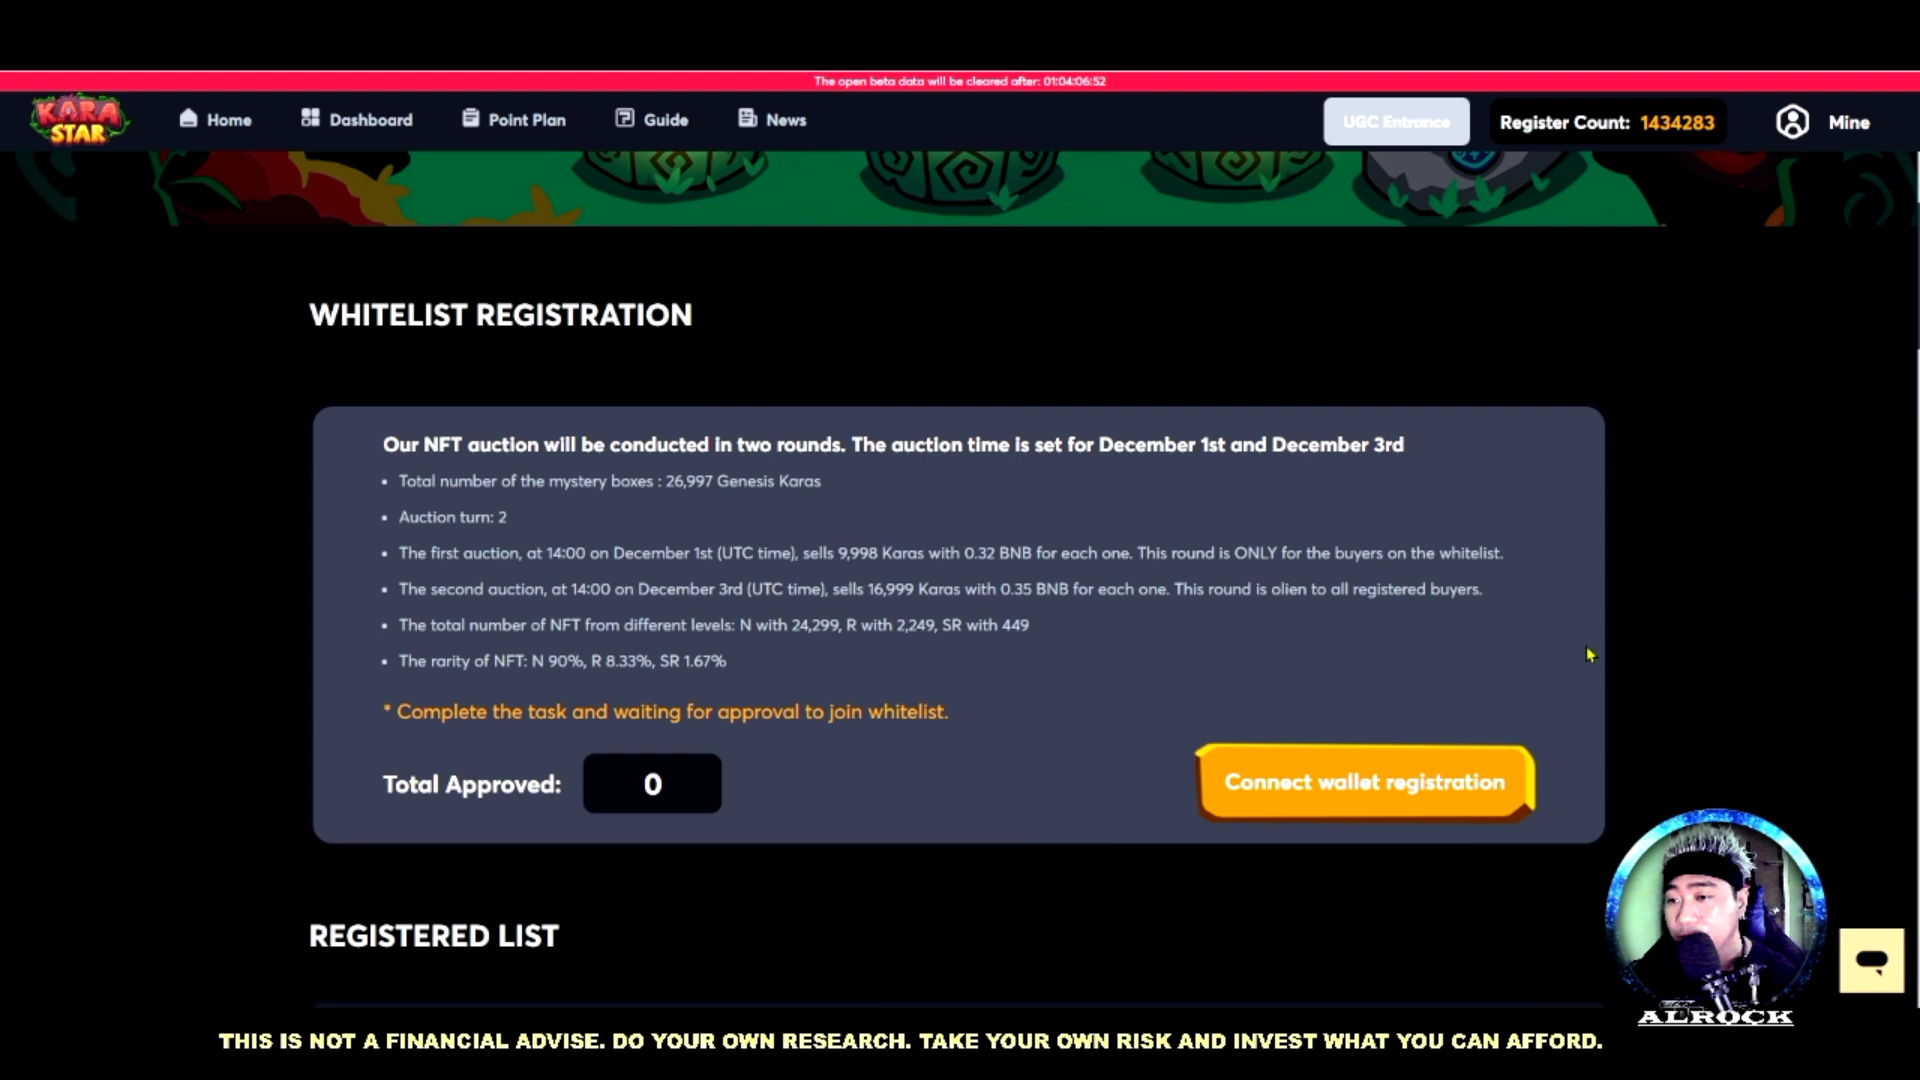 The open beta data will be cleared after: 01:04:06:52
KARA
STAR
Home
Dashboard
Point Plan
Guide
News
UGC Entrance
Register Count: 1434283
Mine
WHITELIST REGISTRATION
Our NFT auction will be conducted in two rounds. The auction time is set for December 1st and December 3rd
• Total number of the mystery boxes : 26,997 Genesis Karas
• Auction turn: 2
• The first auction, at 14:00 on December 1st (UTC time), sells 9,998 Karas with 0.32 BNB for each one. This round is ONLY for the buyers on the whitelist.
• The second auction, at 14:00 on December 3rd (UTC time), sells 16,999 Karas with 0.35 BNB for each one. This round is olien to all registered buyers.
• The total number of NFT from different levels: N with 24,299, R with 2,249, SR with 449
• The rarity of NFT: N 90%, R 8.33%, SR 1.67%
* Complete the task and waiting for approval to join whitelist.
Total Approved: 0
Connect wallet registration
REGISTERED LIST
ALROCK
THIS IS NOT A FINANCIAL ADVISE. DO YOUR OWN RESEARCH. TAKE YOUR OWN RISK AND INVEST WHAT YOU CAN AFFORD.